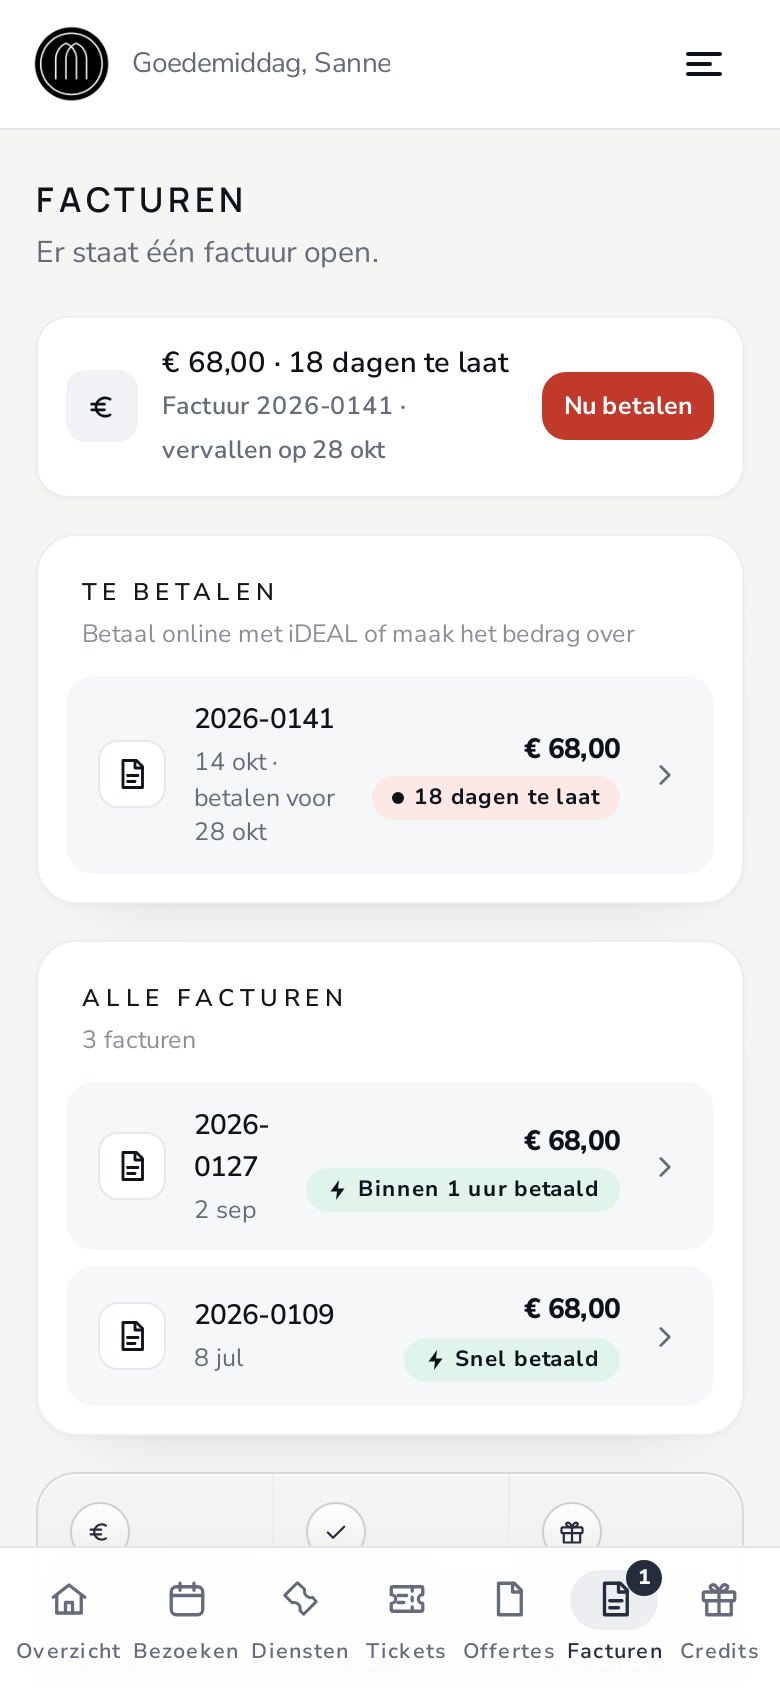 Goedemiddag, Sanne
FACTUREN
Er staat één factuur open.
€ 68,00 · 18 dagen te laat
Factuur 2026-0141 ·
vervallen op 28 okt
Nu betalen
TE BETALEN
Betaal online met iDEAL of maak het bedrag over
2026-0141
14 okt ·
betalen voor
28 okt
€ 68,00
18 dagen te laat
ALLE FACTUREN
3 facturen
2026-
0127
2 sep
€ 68,00
Binnen 1 uur betaald
2026-0109
8 jul
€ 68,00
Snel betaald
1
Overzicht Bezoeken Diensten Tickets Offertes Facturen Credits